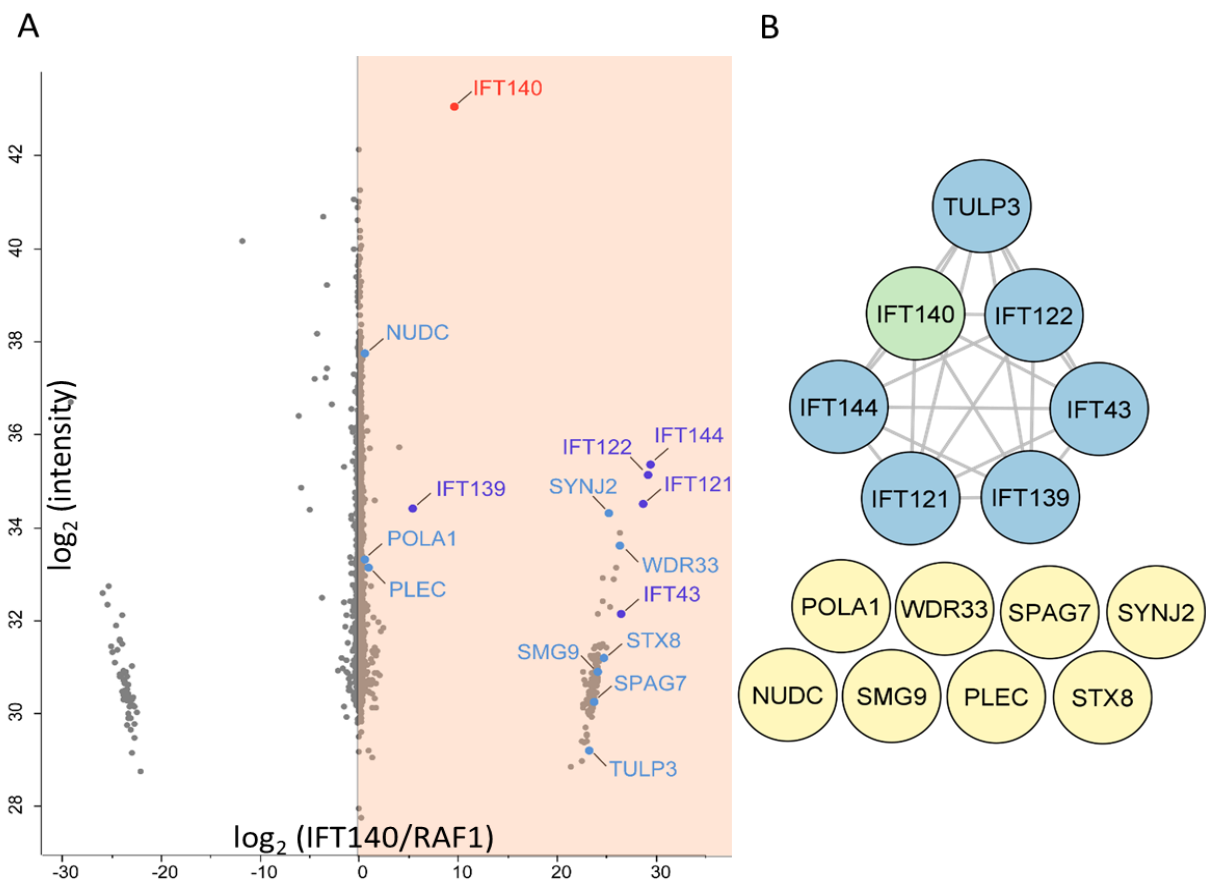 A
B
IFT140
42
TULP3
40
IFT140
IFT122
38
NUDC
36
IFT144
IFT43
IFT122
IFT144
IFT139
SYNJ2
IFT121
IFT121
IFT139
34
POLA1
WDR33
PLEC
IFT43
POLA1
WDR33
SPAG7
SYNJ2
32
SMG9
STX8
SPAG7
NUDC
SMG9
PLEC
STX8
30
TULP3
28
log2 (intensity)
log2 (IFT140/RAF1)
-30
-20
-10
0
10
20
30